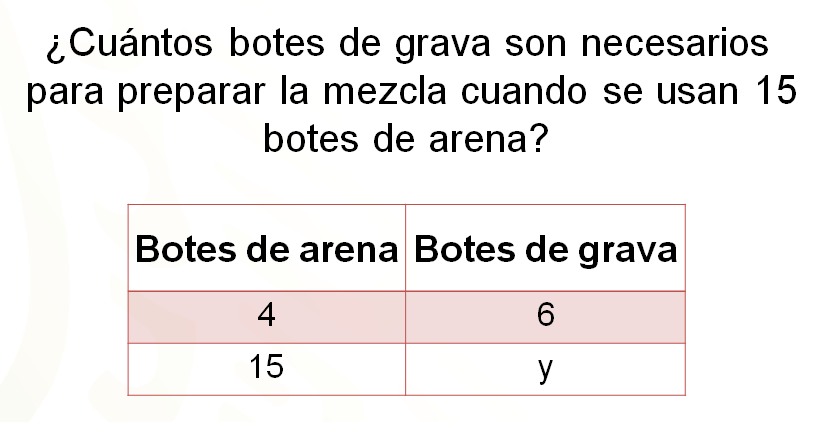 ¿Cuántos botes de grava son necesarios
para preparar la mezcla cuando se usan 15
botes de arena?
Botes de arena Botes de grava
4 6
15 y